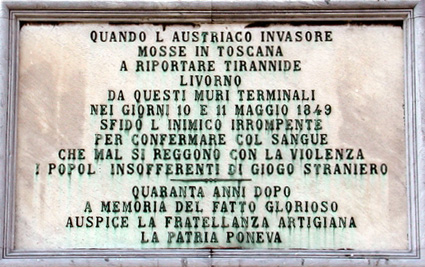 QUANDO L AUSTRIACO INVASORE
MOSSE IN TOSCANA
A RIPORTARE TIRANNIDE
LIVORNO
DA QUESTI MURI TERMINALI
NEI GIORNI 10 E 11 MAGGIO 1849
SFIDÒ L INIMICO IRROMPENTE
PER CONFERMARE COL SANGUE
CHE MAL SI REGGONO CON LA VIOLENZA
I POPOL' INSOFFERENTI DI GIOGO STRANIERO
QUARANTA ANNI DOPO
A MEMORIA DEL FATTO GLORIOSO
AUSPICE LA FRATELLANZA ARTIGIANA
LA PATRIA PONEVA